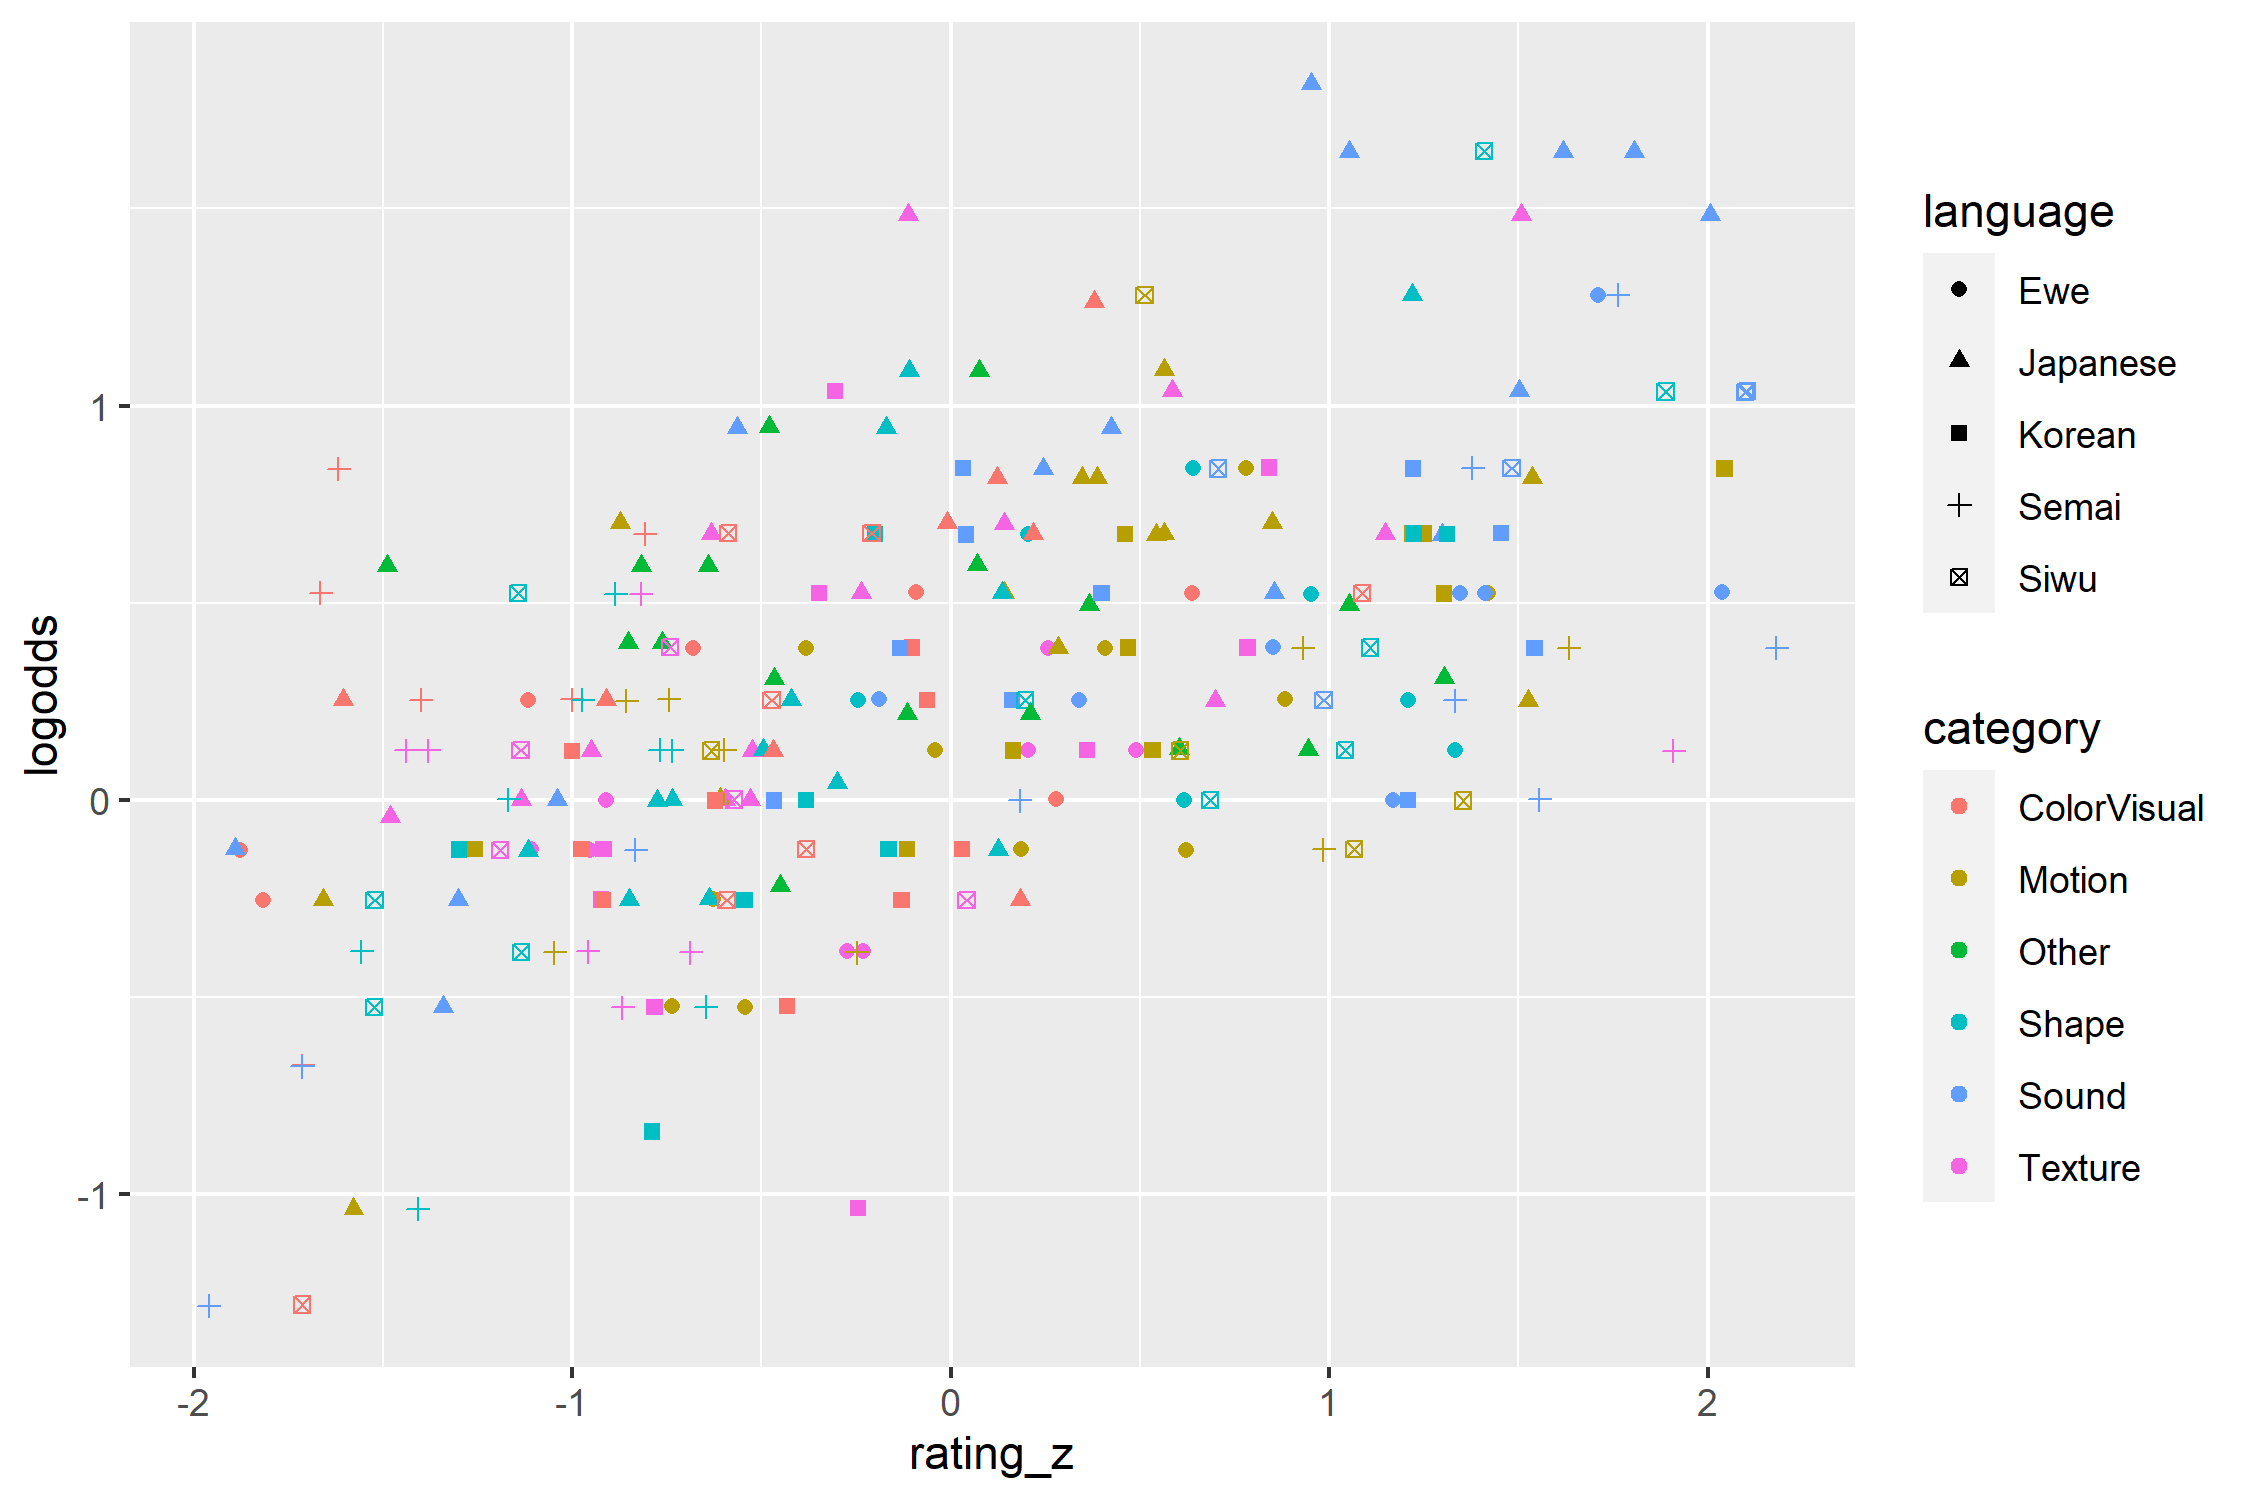 logodds
1
0
-1
-2
-1
0
1
2
rating_z
language
Ewe
Japanese
Korean
Semai
Siwu
category
ColorVisual
Motion
Other
Shape
Sound
Texture